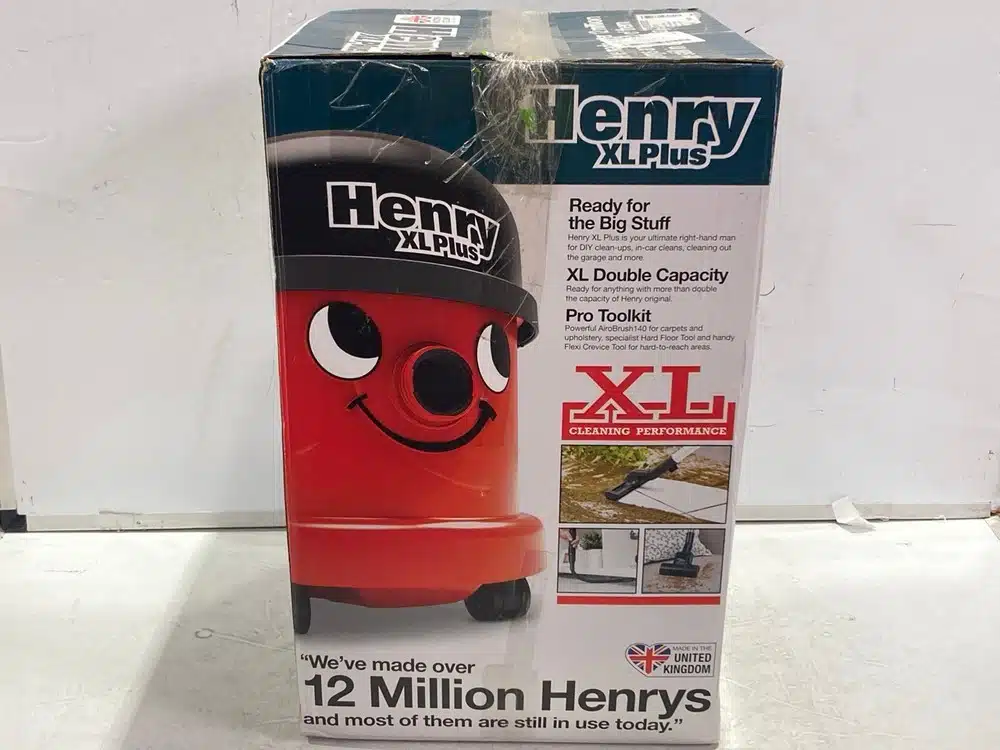 Henry
XL Plus
Henry
XL Plus
Ready for
the Big Stuff
Henry XL Plus is your ultimate right-hand man
for DIY clean-ups, in-car cleans, cleaning out
the garage and more.
XL Double Capacity
Ready for anything with more than double
the capacity of Henry original.
Pro Toolkit
Powerful AiroBrush140 for carpets and
upholstery, specialist Hard Floor Tool and handy
Flexi Crevice Tool for hard-to-reach areas.
XL
CLEANING PERFORMANCE
MADE IN THE
UNITED
KINGDOM
“We’ve made over
12 Million Henrys
and most of them are still in use today.”